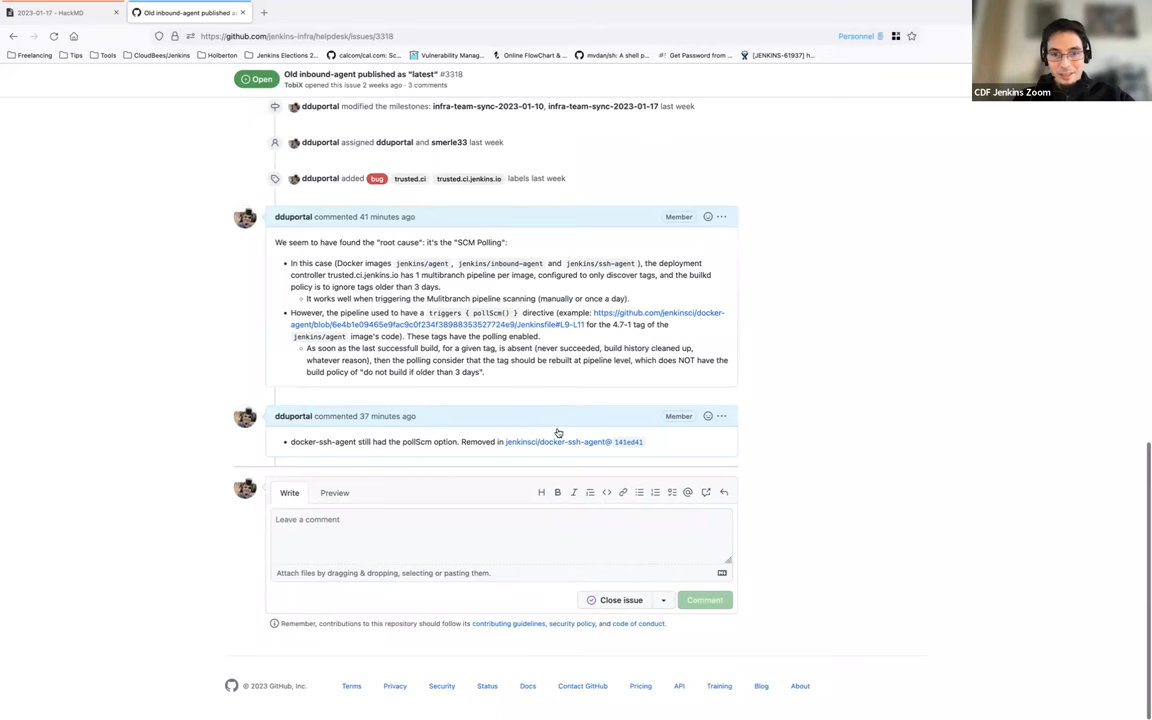 2023-01-17 - HackMD
Old inbound-agent published as
https://github.com/jenkins-infra/helpdesk/issues/3318
Personnel
Freelancing
Tips
Tools
CloudBees/Jenkins
Holberton
Jenkins Elections 2...
calcom/cal.com: Sc...
Vulnerability Manag...
Online FlowChart & ...
mvdan/sh: A shell p...
Get Password from ...
[JENKINS-61937] h...
CDF Jenkins Zoom
Open
Old inbound-agent published as "latest" #3318
TobiX opened this issue 2 weeks ago · 3 comments
dduportal modified the milestones: infra-team-sync-2023-01-10, infra-team-sync-2023-01-17 last week
dduportal assigned dduportal and smerle33 last week
dduportal added bug trusted.ci trusted.ci.jenkins.io labels last week
dduportal commented 41 minutes ago
Member
We seem to have found the "root cause": it's the "SCM Polling":
• In this case (Docker images jenkins/agent, jenkins/inbound-agent and jenkins/ssh-agent), the deployment
controller trusted.ci.jenkins.io has 1 multibranch pipeline per image, configured to only discover tags, and the builkd
policy is to ignore tags older than 3 days.
○ It works well when triggering the Mulitbranch pipeline scanning (manually or once a day).
• However, the pipeline used to have a triggers { pollScm() } directive (example: https://github.com/jenkinsci/docker-
agent/blob/6e4b1e09465e9fac9c0f234f38988353527724e9/Jenkinsfile#L9-L11 for the 4.7-1 tag of the
jenkins/agent image's code). These tags have the polling enabled.
○ As soon as the last successful build, for a given tag, is absent (never succeeded, build history cleaned up,
whatever reason), then the polling consider that the tag should be rebuilt at pipeline level, which does NOT have the
build policy of "do not build if older than 3 days".
dduportal commented 37 minutes ago
Member
• docker-ssh-agent still had the pollScm option. Removed in jenkinsci/docker-ssh-agent@ 141ed41
Write
Preview
Leave a comment
Attach files by dragging & dropping, selecting or pasting them.
Close issue
Comment
Remember, contributions to this repository should follow its contributing guidelines, security policy, and code of conduct.
© 2023 GitHub, Inc.
Terms
Privacy
Security
Status
Docs
Contact GitHub
Pricing
API
Training
Blog
About